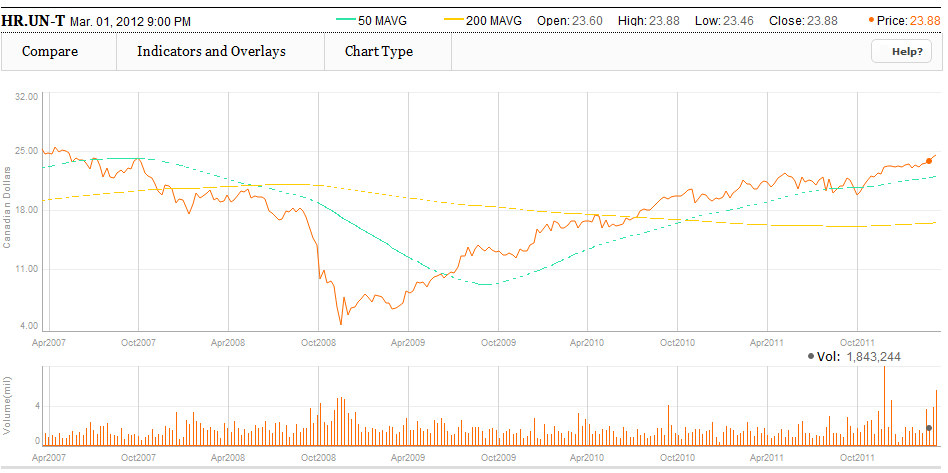 HR.UN-T Mar. 01, 2012 9:00 PM 50 MAVG 200 MAVG Open: 23.60 High: 23.88 Low: 23.46 Close: 23.88 Price: 23.88
Compare Indicators and Overlays Chart Type Help?
32.00
25.00
18.00
11.00
4.00
Canadian Dollars
Apr2007 Oct2007 Apr2008 Oct2008 Apr2009 Oct2009 Apr2010 Oct2010 Apr2011 Oct2011
Vol: 1,843,244
4
0
Volume(mil)
Apr2007 Oct2007 Apr2008 Oct2008 Apr2009 Oct2009 Apr2010 Oct2010 Apr2011 Oct2011